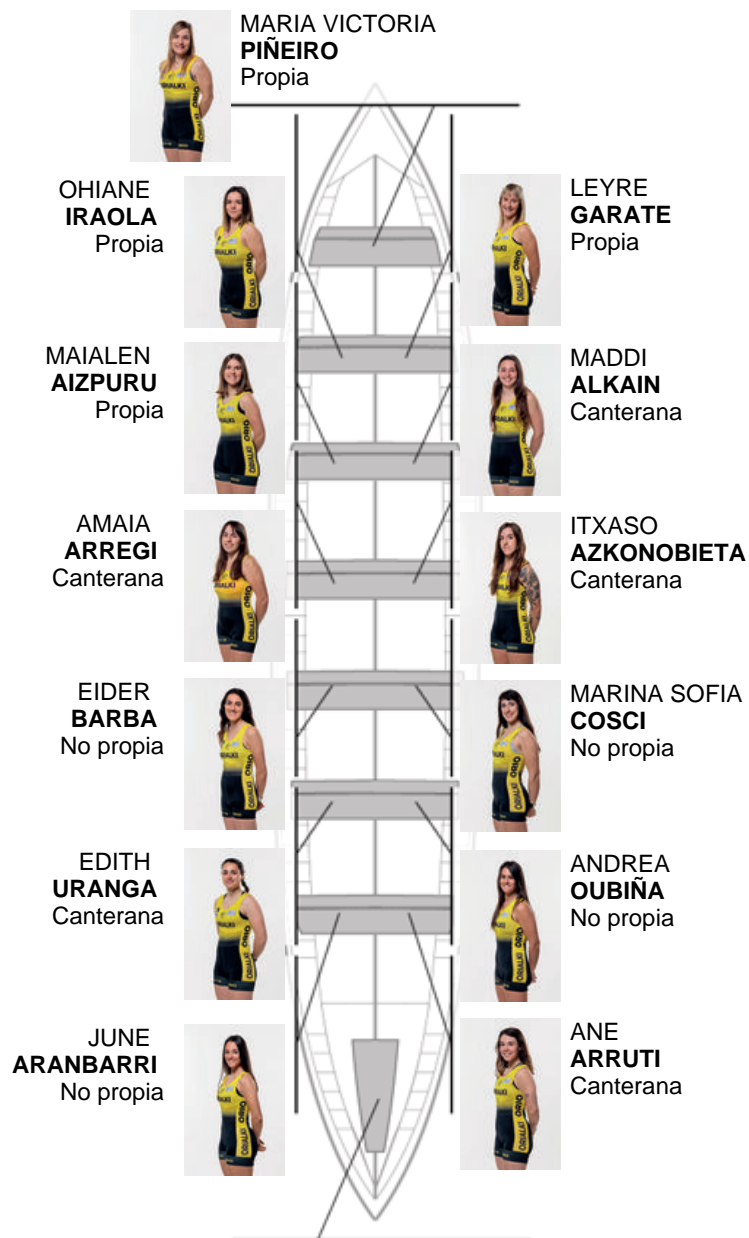 MARIA VICTORIA
PIÑEIRO
Propia
OHIANE
IRAOLA
Propia
LEYRE
GARATE
Propia
MAIALEN
AIZPURU
Propia
MADDI
ALKAIN
Canterana
AMAIA
ARREGI
Canterana
ITXASO
AZKONOBIETA
Canterana
EIDER
BARBA
No propia
MARINA SOFIA
COSCI
No propia
EDITH
URANGA
Canterana
ANDREA
OUBIÑA
No propia
JUNE
ARANBARRI
No propia
ANE
ARRUTI
Canterana